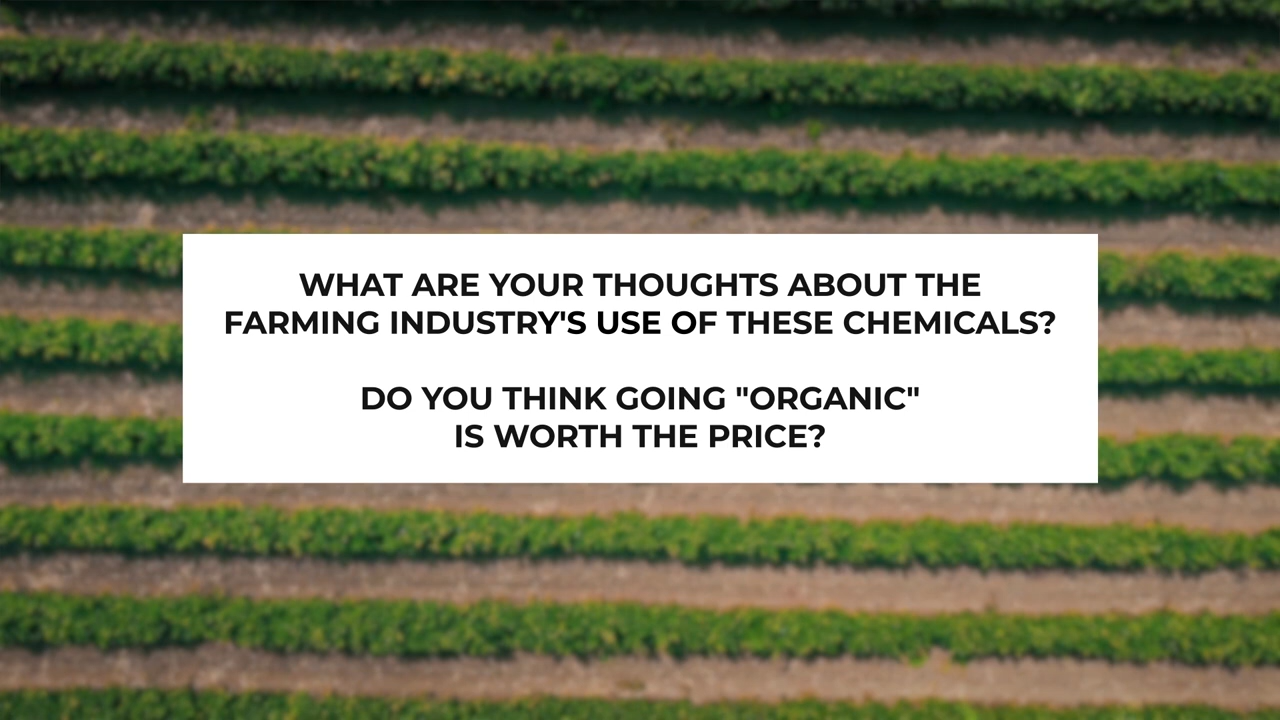 WHAT ARE YOUR THOUGHTS ABOUT THE
FARMING INDUSTRY'S USE OF THESE CHEMICALS?
DO YOU THINK GOING "ORGANIC"
IS WORTH THE PRICE?